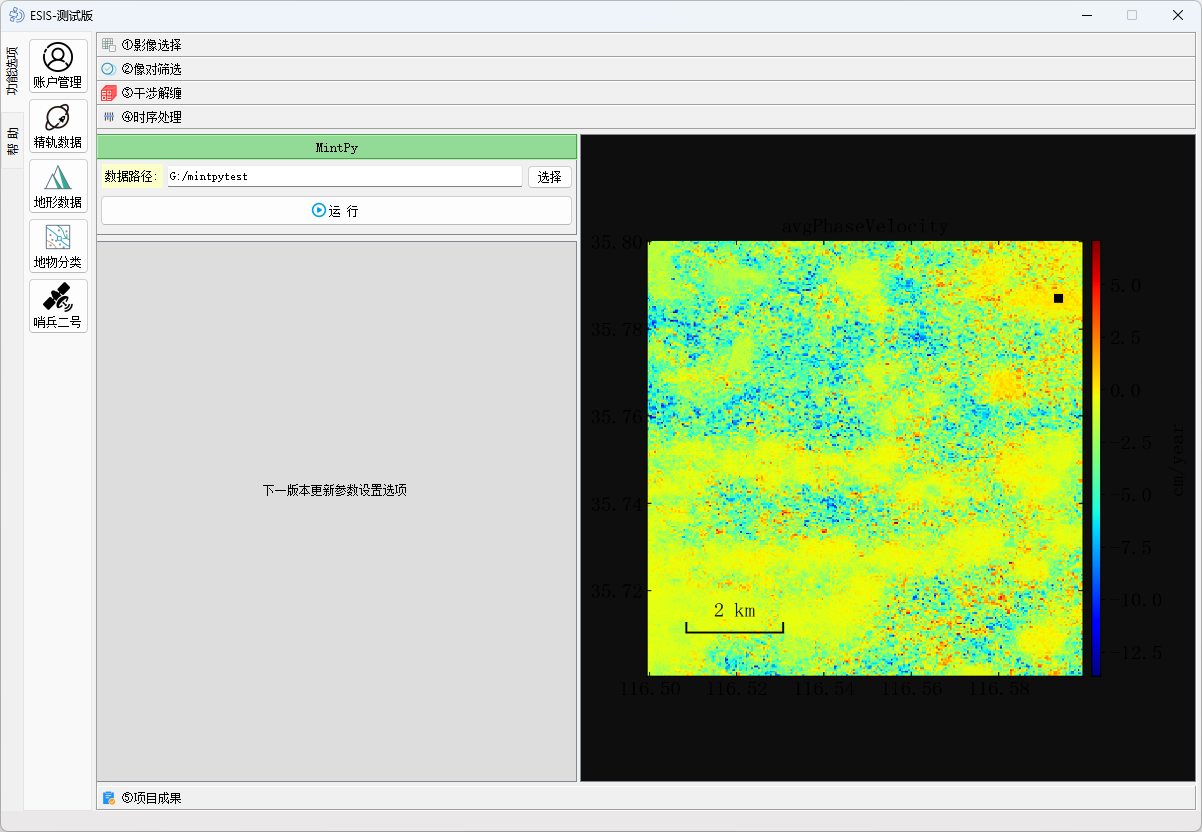 ESIS-测试版
功能选项
帮 助
账户管理
精轨数据
地形数据
地物分类
哨兵二号
①影像选择
②像对筛选
③干涉解缠
④时序处理
MintPy
数据路径: G:/mintpytest 选择
运 行
下一版本更新参数设置选项
avgPhaseVelocity
35.80
35.78
35.76
35.74
35.72
2 km
116.50 116.52 116.54 116.56 116.58
5.0
2.5
0.0
−2.5
−5.0
−7.5
−10.0
−12.5
cm/year
⑤项目成果